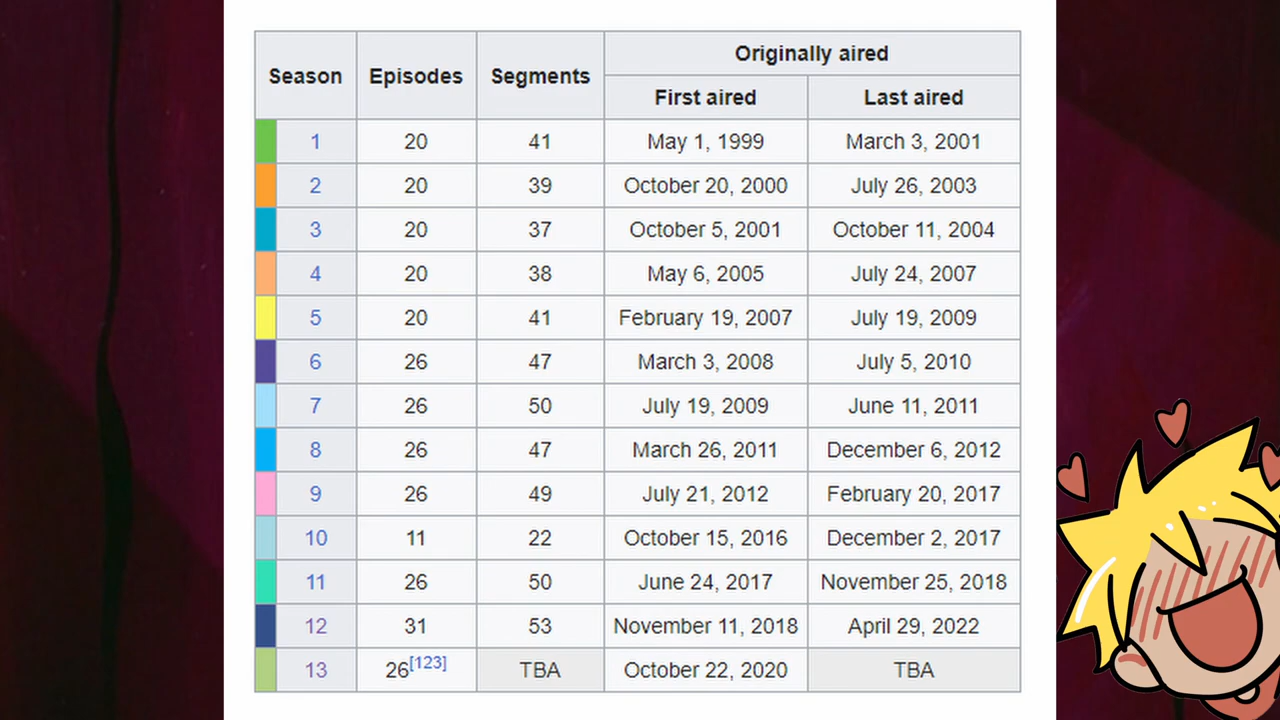 Season Episodes Segments Originally aired
First aired Last aired
1 20 41 May 1, 1999 March 3, 2001
2 20 39 October 20, 2000 July 26, 2003
3 20 37 October 5, 2001 October 11, 2004
4 20 38 May 6, 2005 July 24, 2007
5 20 41 February 19, 2007 July 19, 2009
6 26 47 March 3, 2008 July 5, 2010
7 26 50 July 19, 2009 June 11, 2011
8 26 47 March 26, 2011 December 6, 2012
9 26 49 July 21, 2012 February 20, 2017
10 11 22 October 15, 2016 December 2, 2017
11 26 50 June 24, 2017 November 25, 2018
12 31 53 November 11, 2018 April 29, 2022
13 26[123] TBA October 22, 2020 TBA